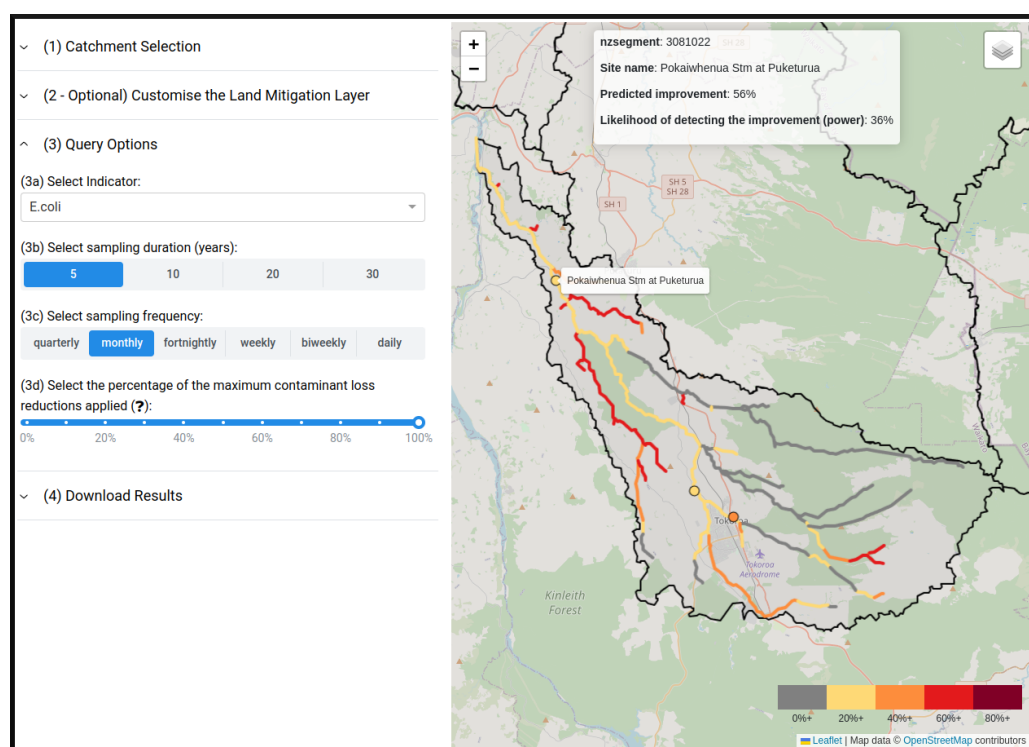 (1) Catchment Selection
(2 - Optional) Customise the Land Mitigation Layer
(3) Query Options
(3a) Select Indicator:
E.coli
(3b) Select sampling duration (years):
5 10 20 30
(3c) Select sampling frequency:
quarterly monthly fortnightly weekly biweekly daily
(3d) Select the percentage of the maximum contaminant loss
reductions applied (?):
0% 20% 40% 60% 80% 100%
(4) Download Results
+
−
nzsegment: 3081022
Site name: Pokaiwhenua Stm at Puketurua
Predicted improvement: 56%
Likelihood of detecting the improvement (power): 36%
SH 5
SH 28
SH 1
Pokaiwhenua Stm at Puketurua
Tokoroa
Tokoroa
Aerodrome
Kinleith
Forest
0%+ 20%+ 40%+ 60%+ 80%+
Leaflet | Map data © OpenStreetMap contributors